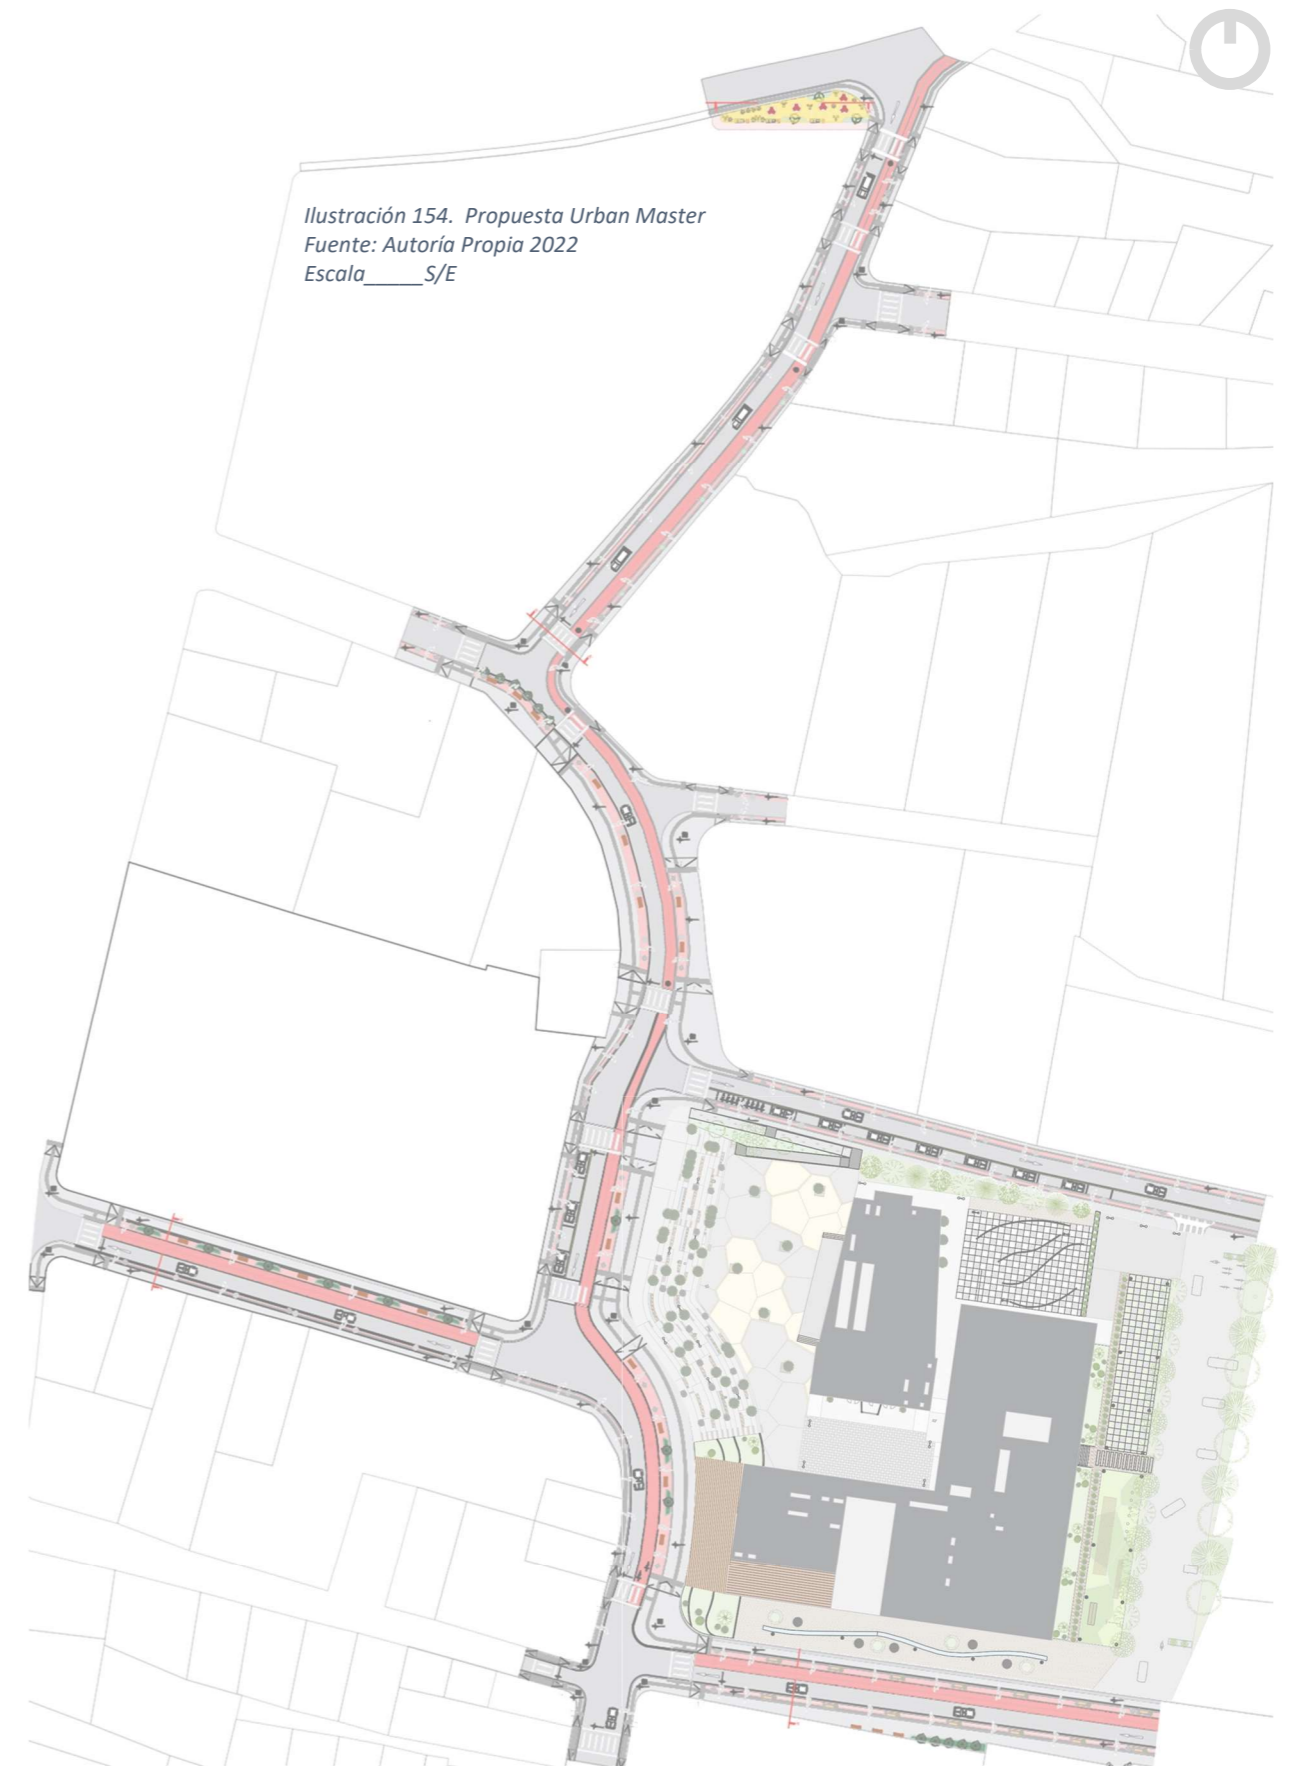 Ilustración 154. Propuesta Urban Master
Fuente: Autoría Propia 2022
Escala_____S/E